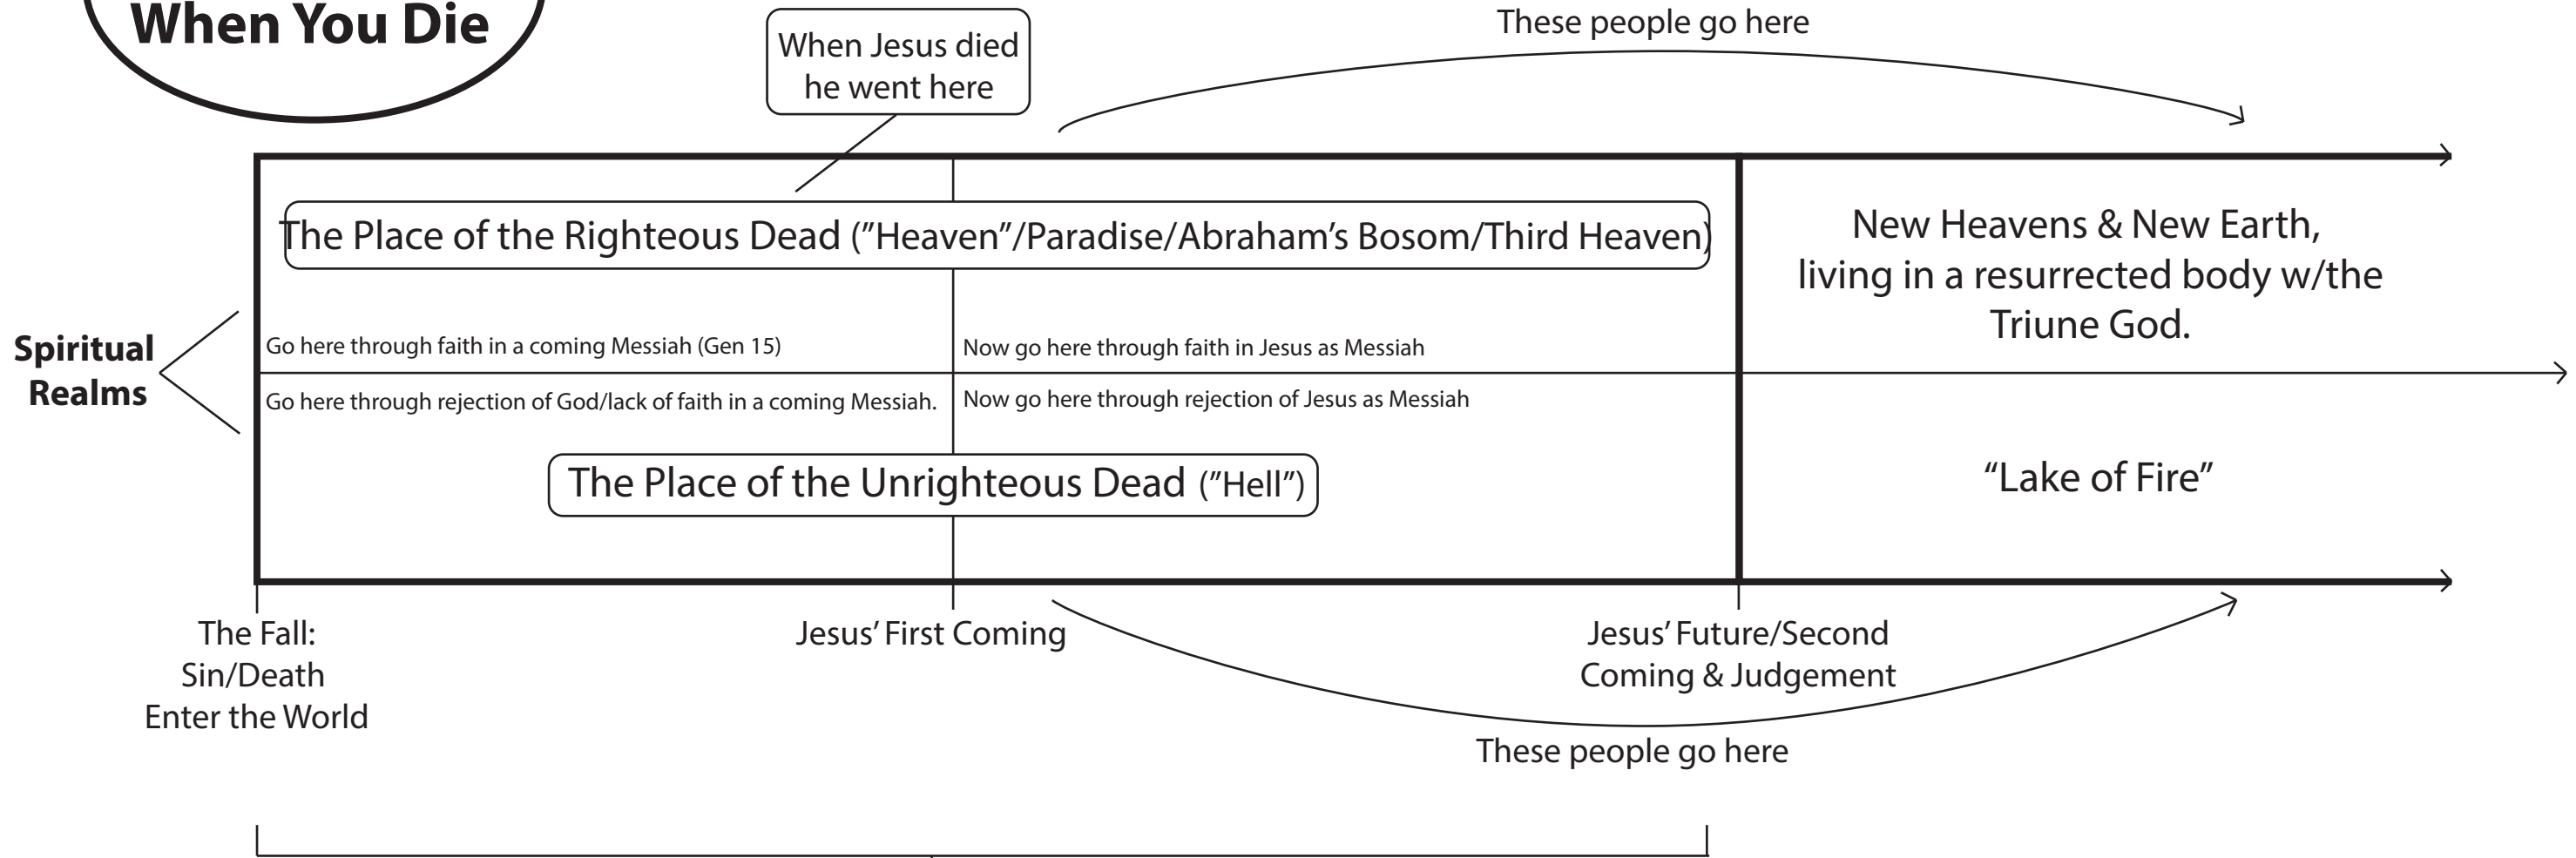 When You Die
When Jesus died
he went here
These people go here
The Place of the Righteous Dead (”Heaven”/Paradise/Abraham’s Bosom/Third Heaven)
New Heavens & New Earth,
living in a resurrected body w/the
Triune God.
Spiritual
Realms
Go here through faith in a coming Messiah (Gen 15)
Now go here through faith in Jesus as Messiah
Go here through rejection of God/lack of faith in a coming Messiah.
Now go here through rejection of Jesus as Messiah
The Place of the Unrighteous Dead (”Hell”)
“Lake of Fire”
The Fall:
Sin/Death
Enter the World
Jesus’ First Coming
Jesus’ Future/Second
Coming & Judgement
These people go here